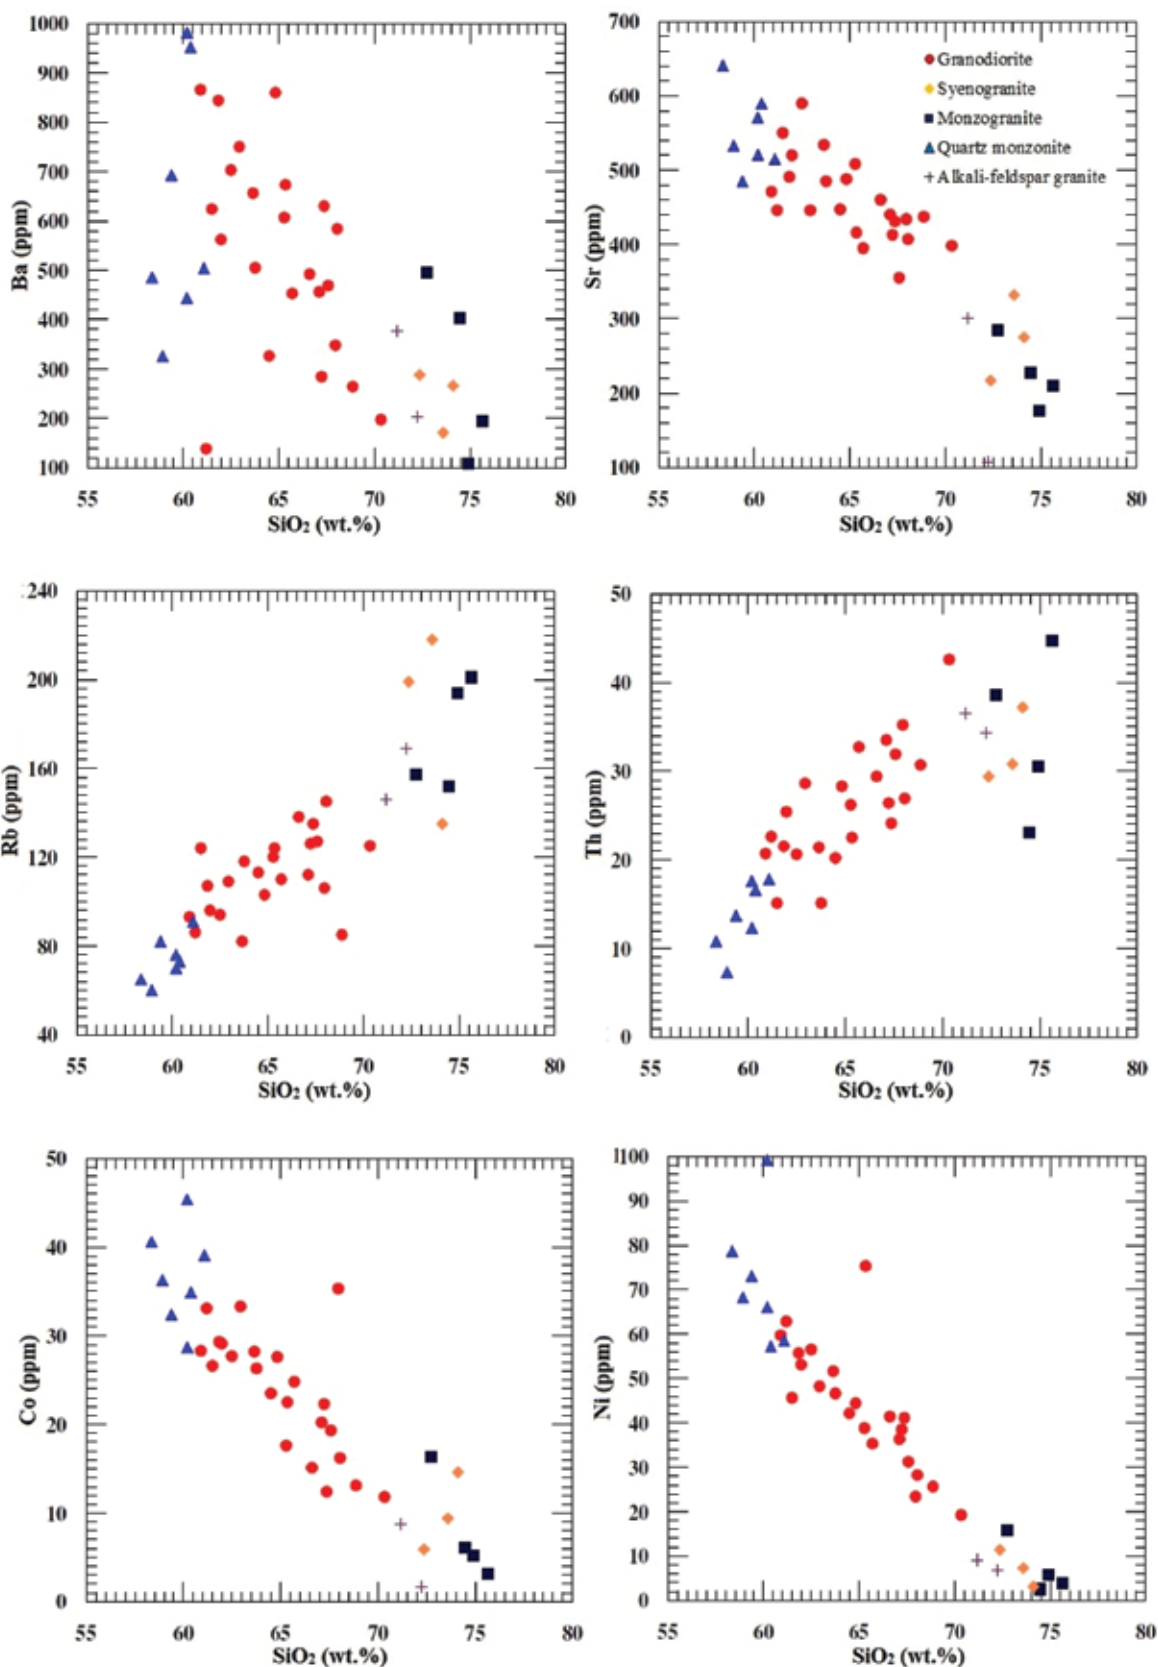 1000
900
800
700
600
500
400
300
200
100
Ba (ppm)
55 60 65 70 75 80
SiO₂ (wt.%)
700
600
500
400
300
200
100
Sr (ppm)
Granodiorite
Syenogranite
Monzogranite
Quartz monzonite
Alkali-feldspar granite
55 60 65 70 75 80
SiO₂ (wt.%)
240
200
160
120
80
40
Rb (ppm)
55 60 65 70 75 80
SiO₂ (wt.%)
50
40
30
20
10
0
Th (ppm)
55 60 65 70 75 80
SiO₂ (wt.%)
50
40
30
20
10
0
Co (ppm)
55 60 65 70 75 80
SiO₂ (wt.%)
100
90
80
70
60
50
40
30
20
10
0
Ni (ppm)
55 60 65 70 75 80
SiO₂ (wt.%)